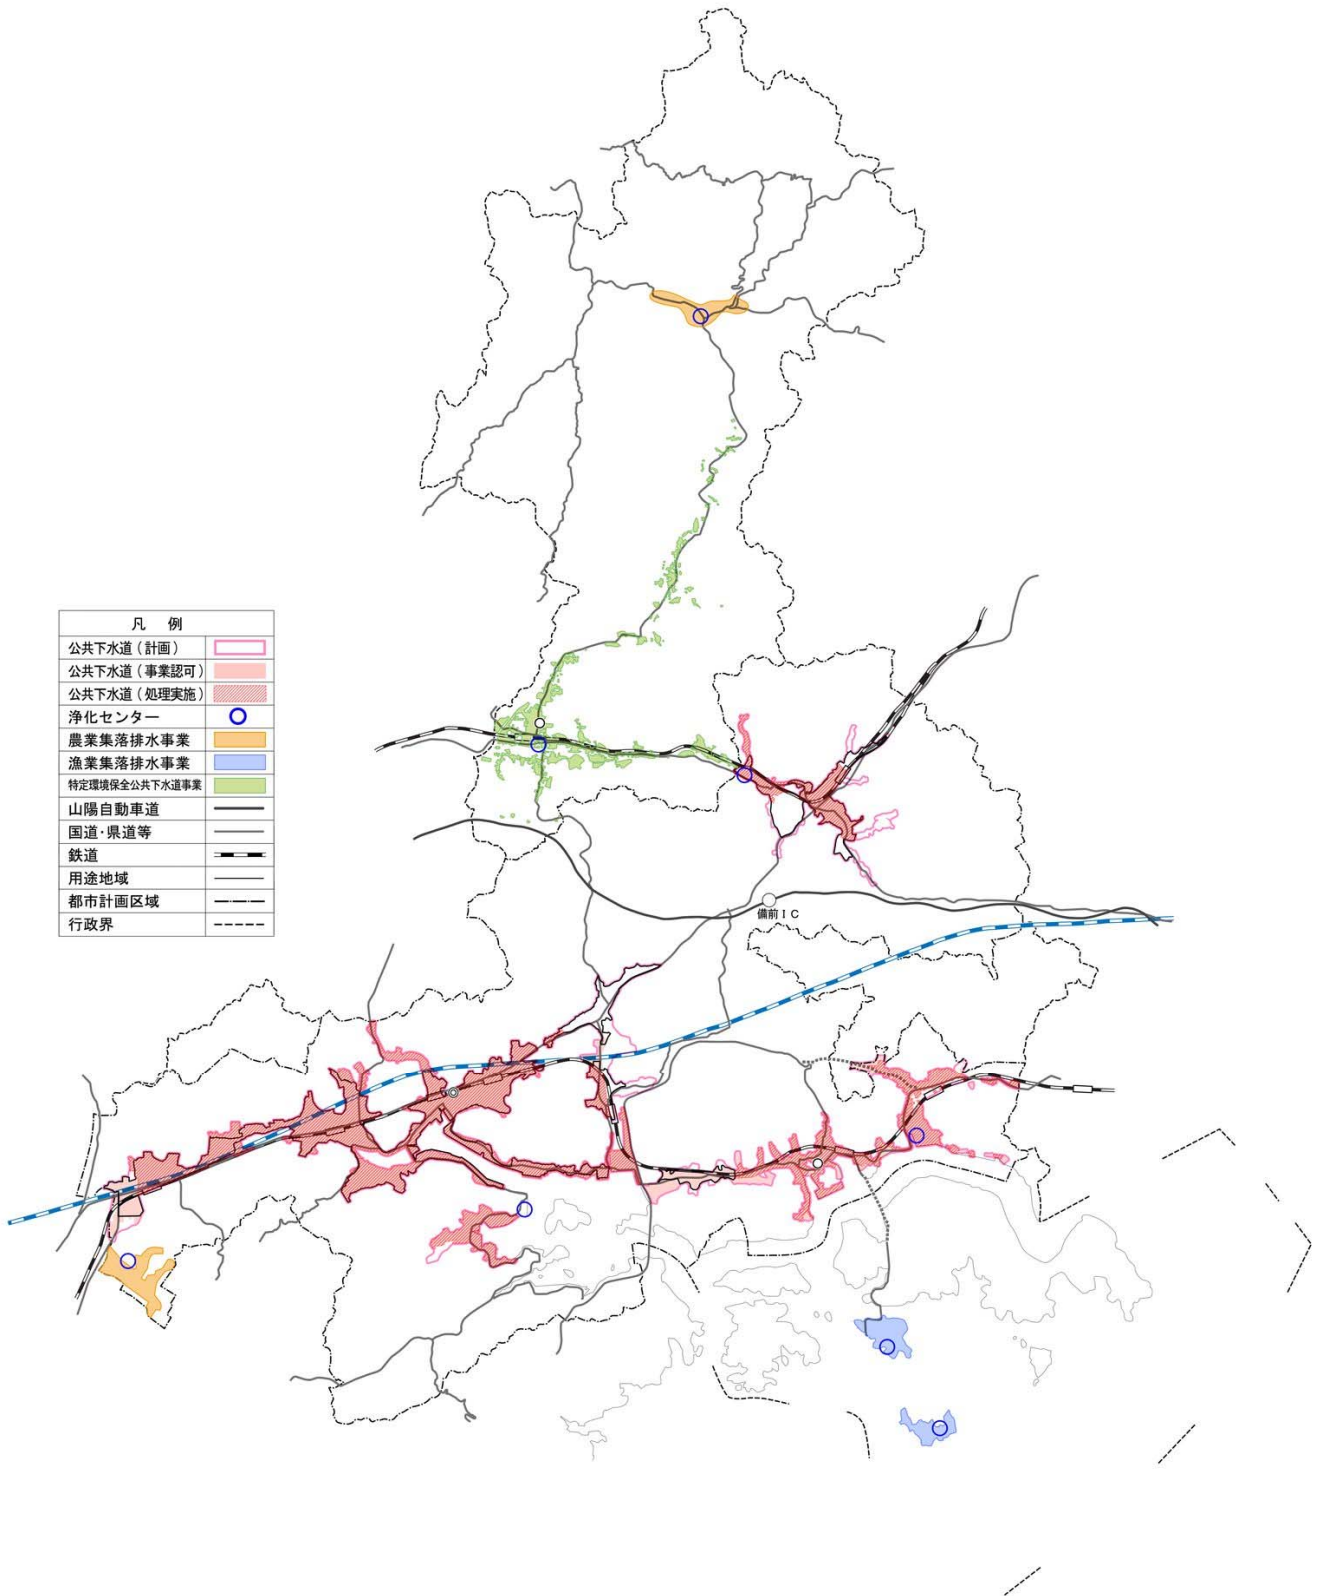 凡 例
公共下水道(計画)
公共下水道(事業認可)
公共下水道(処理実施)
浄化センター
農業集落排水事業
漁業集落排水事業
特定環境保全公共下水道事業
山陽自動車道
国道・県道等
鉄道
用途地域
都市計画区域
行政界
備前IC